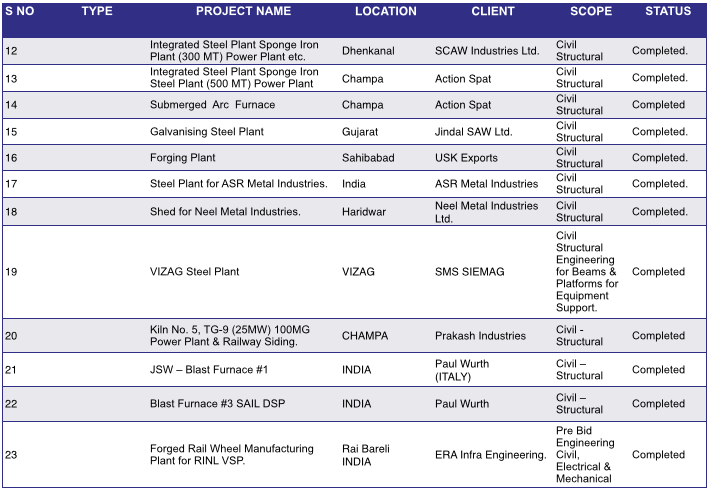 S NO TYPE PROJECT NAME LOCATION CLIENT SCOPE STATUS
12 Integrated Steel Plant Sponge Iron Plant (300 MT) Power Plant etc. Dhenkanal SCAW Industries Ltd. Civil Structural Completed.
13 Integrated Steel Plant Sponge Iron Steel Plant (500 MT) Power Plant Champa Action Spat Civil Structural Completed.
14 Submerged Arc Furnace Champa Action Spat Civil Structural Completed.
15 Galvanising Steel Plant Gujarat Jindal SAW Ltd. Civil Structural Completed.
16 Forging Plant Sahibabad USK Exports Civil Structural Completed.
17 Steel Plant for ASR Metal Industries. India ASR Metal Industries Civil Structural Completed.
18 Shed for Neel Metal Industries. Haridwar Neel Metal Industries Ltd. Civil Structural Completed.
19 VIZAG Steel Plant VIZAG SMS SIEMAG Civil Structural Engineering for Beams & Platforms for Equipment Support. Completed
20 Kiln No. 5, TG-9 (25MW) 100MG Power Plant & Railway Siding. CHAMPA Prakash Industries Civil - Structural Completed
21 JSW – Blast Furnace #1 INDIA Paul Wurth (ITALY) Civil – Structural Completed
22 Blast Furnace #3 SAIL DSP INDIA Paul Wurth Civil – Structural Completed
23 Forged Rail Wheel Manufacturing Plant for RINL VSP. Rai Bareli INDIA ERA Infra Engineering. Pre Bid Engineering Civil, Electrical & Mechanical Completed